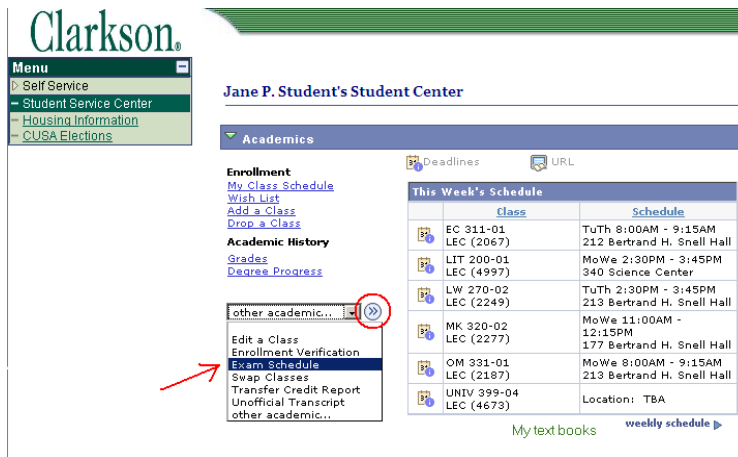 Clarkson.
Menu
Self Service
Student Service Center
Housing Information
CUSA Elections
Jane P. Student's Student Center
Academics
Enrollment
My Class Schedule
Wish List
Add a Class
Drop a Class
Academic History
Grades
Degree Progress
other academic...
Edit a Class
Enrollment Verification
Exam Schedule
Swap Classes
Transfer Credit Report
Unofficial Transcript
other academic...
Deadlines URL
This Week's Schedule
Class Schedule
EC 311-01 TuTh 8:00AM - 9:15AM
LEC (2067) 212 Bertrand H. Snell Hall
LIT 200-01 MoWe 2:30PM - 3:45PM
LEC (4997) 340 Science Center
LW 270-02 TuTh 2:30PM - 3:45PM
LEC (2249) 213 Bertrand H. Snell Hall
MK 320-02 MoWe 11:00AM -
12:15PM
LEC (2277) 177 Bertrand H. Snell Hall
OM 331-01 MoWe 8:00AM - 9:15AM
LEC (2187) 213 Bertrand H. Snell Hall
UNIV 399-04 Location: TBA
LEC (4673)
My text books weekly schedule